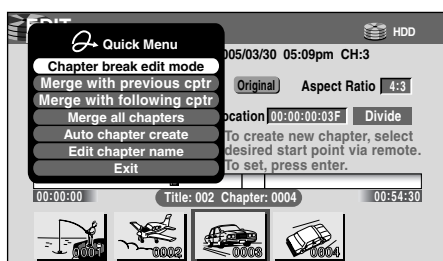 EDIT
HDD
Quick Menu
005/03/30 05:09pm CH:3
Chapter break edit mode
Merge with previous cptr
Original Aspect Ratio 4:3
Merge with following cptr
Merge all chapters
ocation 00:00:00:03F Divide
Auto chapter create
Edit chapter name
Exit
To create new chapter, select
desired start point via remote.
To set, press enter.
00:00:00 Title: 002 Chapter: 0004 00:54:30
0001 0002 0003 0004